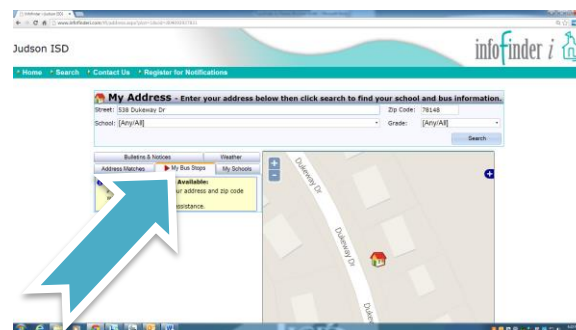 Judson ISD
infofinder i
Home Search Contact Us Register for Notifications
My Address - Enter your address below then click search to find your school and bus information.
Street: 538 Dukeway Dr Zip Code: 78148
School: [Any/All] Grade: [Any/All]
Search
Bulletins & Notices Weather
Address Matches My Bus Stops My Schools
Available:
ur address and zip code
assistance.
Dukeway Dr
Dukeway Dr
Duke